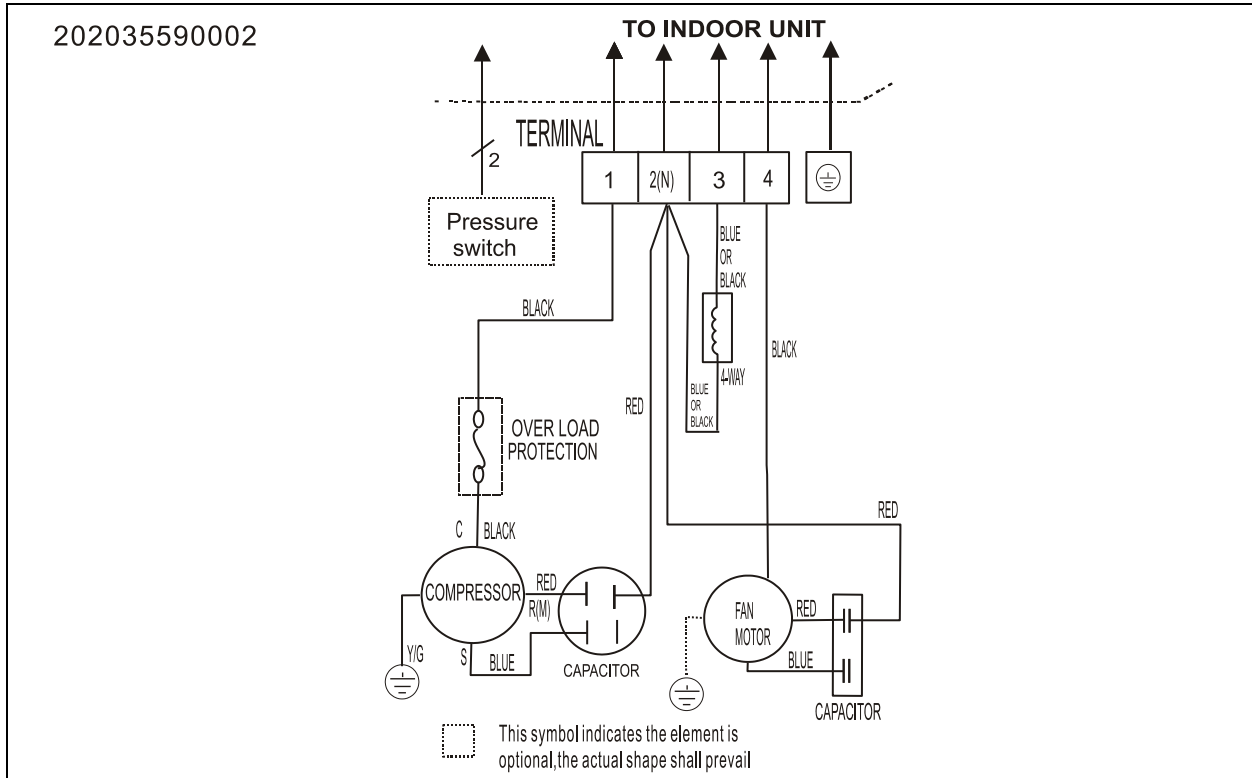 202035590002
TO INDOOR UNIT
TERMINAL
2
1
2(N)
3
4
Pressure
switch
BLUE
OR
BLACK
BLACK
BLACK
4-WAY
BLUE
OR
BLACK
RED
OVER LOAD
PROTECTION
RED
C
BLACK
COMPRESSOR
RED
R(M)
FAN
MOTOR
RED
Y/G
S
BLUE
BLUE
CAPACITOR
CAPACITOR
This symbol indicates the element is
optional,the actual shape shall prevail